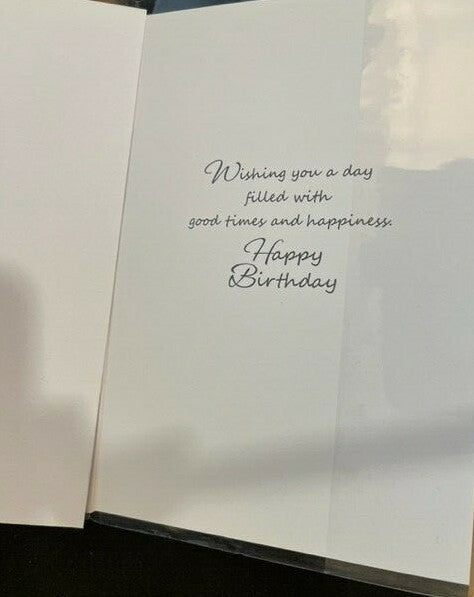 Wishing you a day
filled with
good times and happiness.
Happy
Birthday